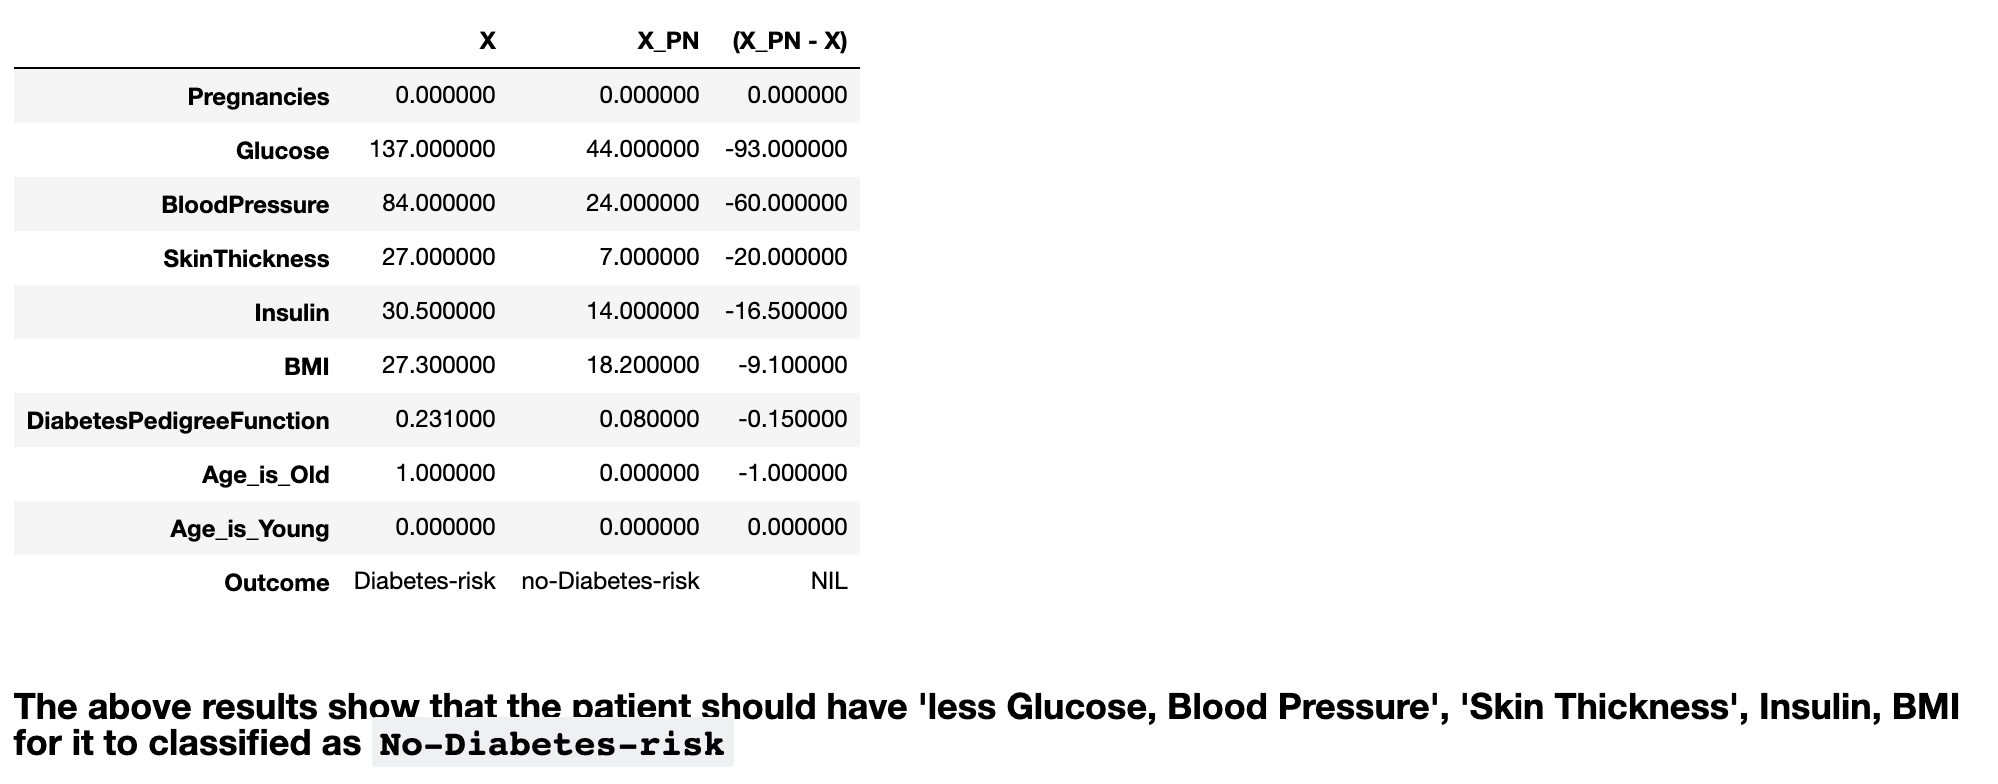 X X_PN (X_PN - X)
Pregnancies 0.000000 0.000000 0.000000
Glucose 137.000000 44.000000 -93.000000
BloodPressure 84.000000 24.000000 -60.000000
SkinThickness 27.000000 7.000000 -20.000000
Insulin 30.500000 14.000000 -16.500000
BMI 27.300000 18.200000 -9.100000
DiabetesPedigreeFunction 0.231000 0.080000 -0.150000
Age_is_Old 1.000000 0.000000 -1.000000
Age_is_Young 0.000000 0.000000 0.000000
Outcome Diabetes-risk no-Diabetes-risk NIL
The above results show that the patient should have 'less Glucose, Blood Pressure', 'Skin Thickness', Insulin, BMI
for it to classified as No-Diabetes-risk